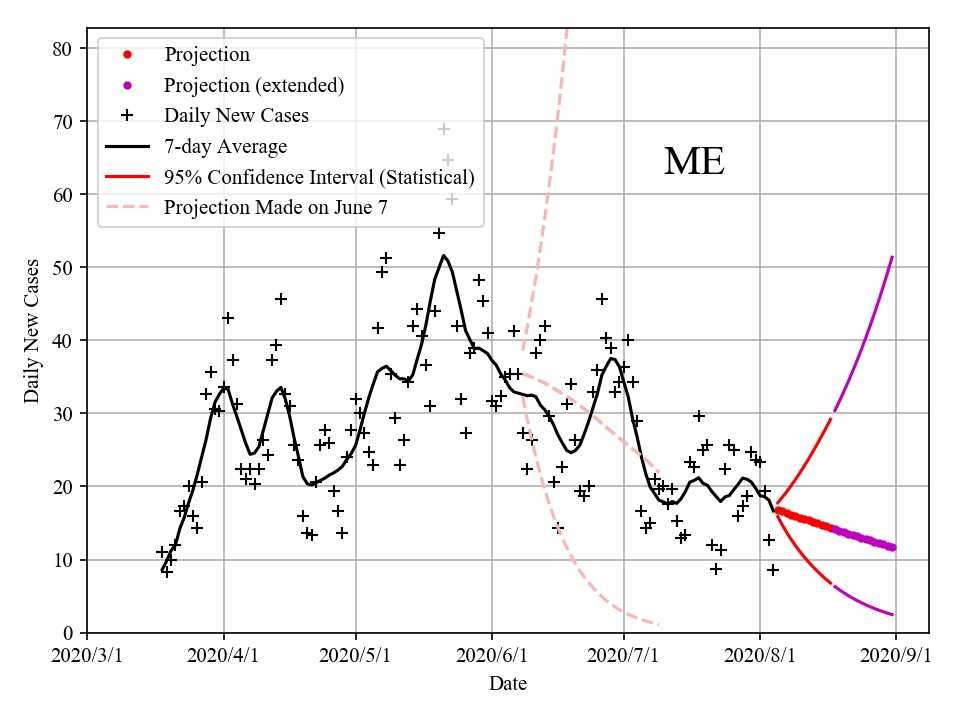 Projection
Projection (extended)
Daily New Cases
7-day Average
95% Confidence Interval (Statistical)
Projection Made on June 7
ME
80
70
60
50
40
30
20
10
0
Daily New Cases
2020/3/1 2020/4/1 2020/5/1 2020/6/1 2020/7/1 2020/8/1 2020/9/1
Date